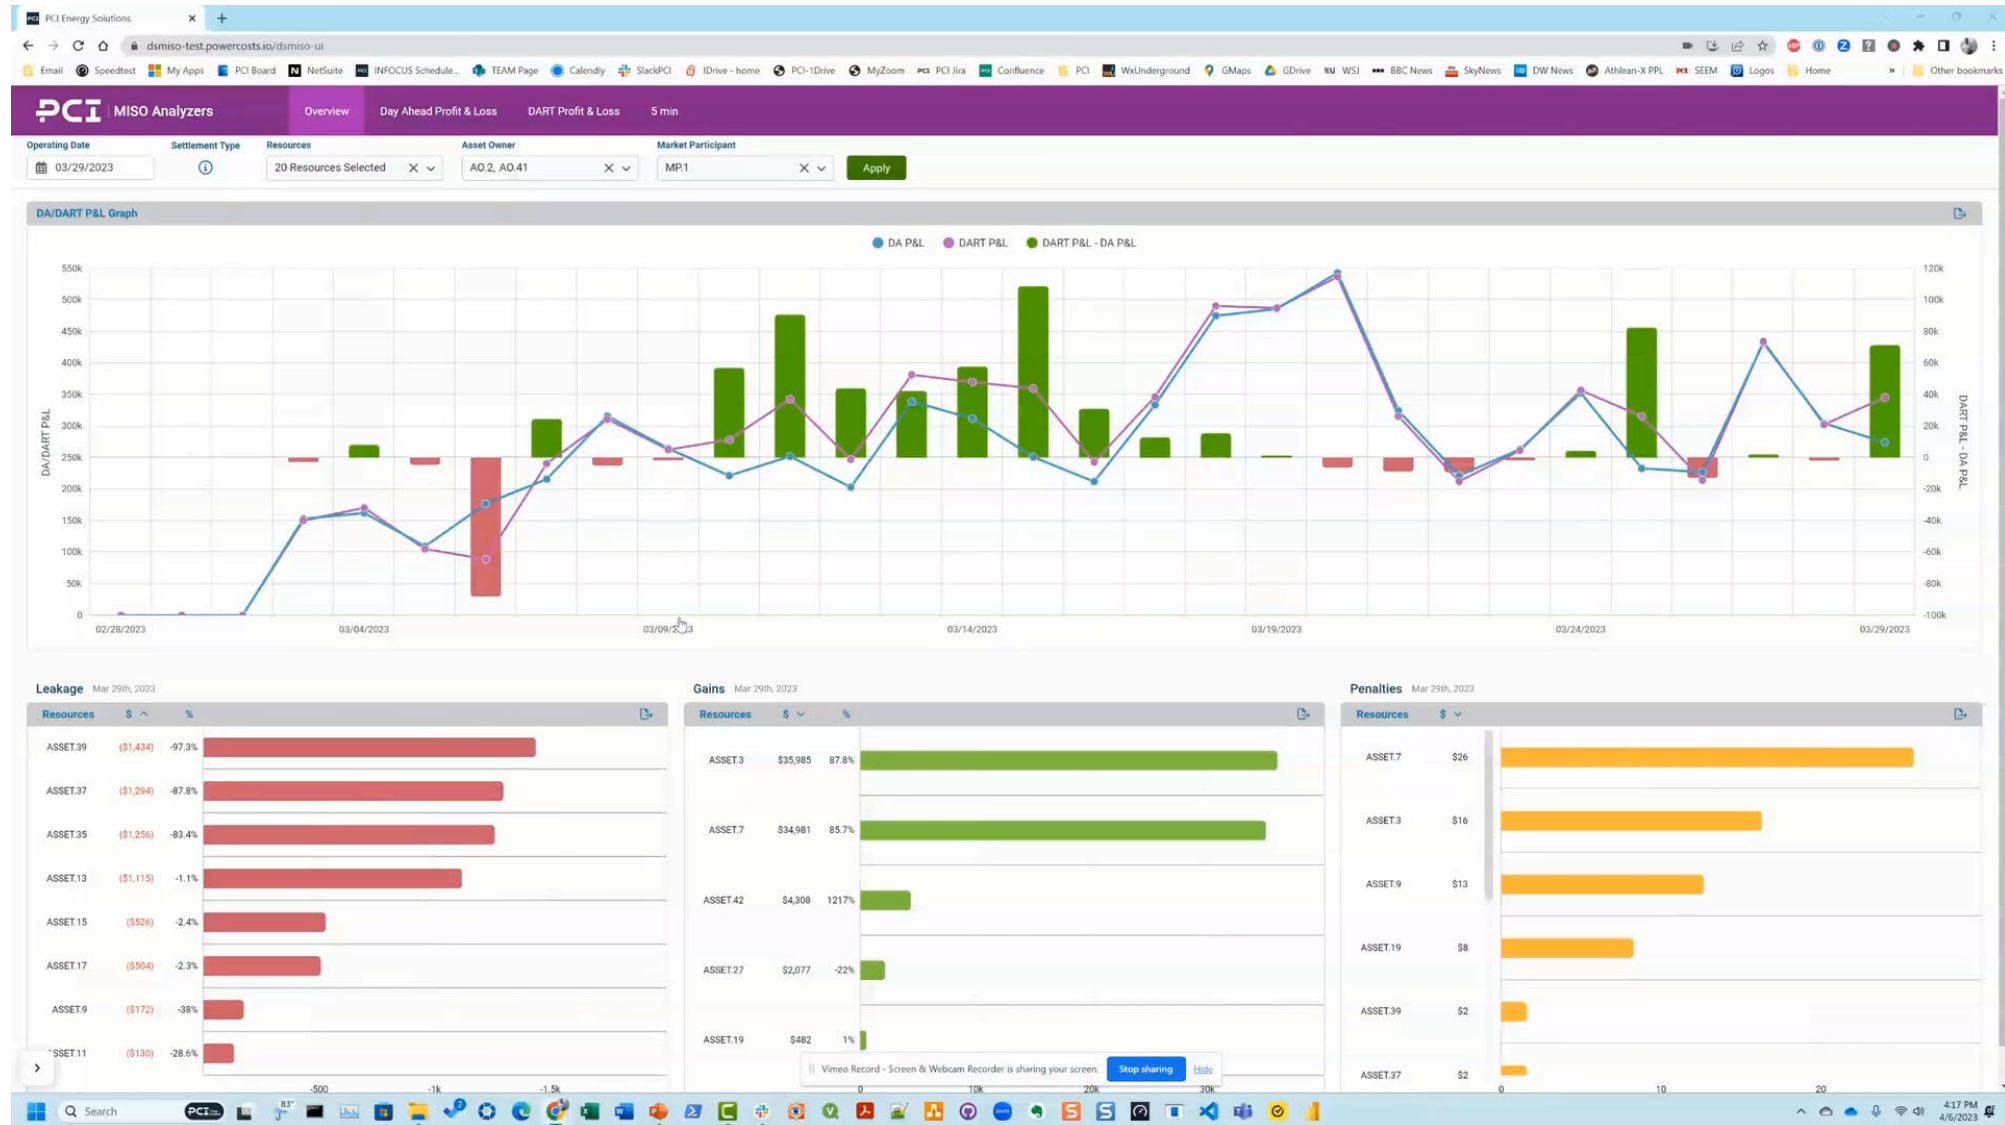 PCI Energy Solutions
dsmiso-test.powercosts.io/dsmiso-ui
Email Speedtest My Apps PCI Board NetSuite INFOCUS Schedule... TEAM Page Calendly SlackPCI IDrive - home PCI-1Drive MyZoom PCI Jira Confluence PCI WxUnderground GMaps GDrive WSJ BBC News SkyNews DW News Athlean-X PPL SEEM Logos Home » Other bookmarks
PCI MISO Analyzers Overview Day Ahead Profit & Loss DART Profit & Loss 5 min
Operating Date Settlement Type Resources Asset Owner Market Participant
03/29/2023 20 Resources Selected AO.2, AO.41 MP.1 Apply
DA/DART P&L Graph
DA P&L DART P&L DART P&L - DA P&L
550k 120k
500k 100k
450k 80k
400k 60k
350k 40k
300k 20k
250k 0
200k -20k
150k -40k
100k -60k
50k -80k
0 -100k
DA/DART P&L
DART P&L - DA P&L
02/28/2023 03/04/2023 03/09/2023 03/14/2023 03/19/2023 03/24/2023 03/29/2023
Leakage Mar 29th, 2023
Resources $ %
ASSET.39 ($1,434) -97.3%
ASSET.37 ($1,294) -87.8%
ASSET.35 ($1,256) -83.4%
ASSET.13 ($1,115) -1.1%
ASSET.15 ($526) -2.4%
ASSET.17 ($504) -2.3%
ASSET.9 ($172) -38%
SSET.11 ($130) -28.6%
-500 -1k -1.5k
Gains Mar 29th, 2023
Resources $ %
ASSET.3 $35,985 87.8%
ASSET.7 $34,981 85.7%
ASSET.42 $4,308 1217%
ASSET.27 $2,077 -22%
ASSET.19 $482 1%
0 10k 20k 30k
Penalties Mar 29th, 2023
Resources $
ASSET.7 $26
ASSET.3 $16
ASSET.9 $13
ASSET.19 $8
ASSET.39 $2
ASSET.37 $2
0 10 20
Vimeo Record - Screen & Webcam Recorder is sharing your screen. Stop sharing Hide
Search PCI 83° 4:17 PM
4/6/2023